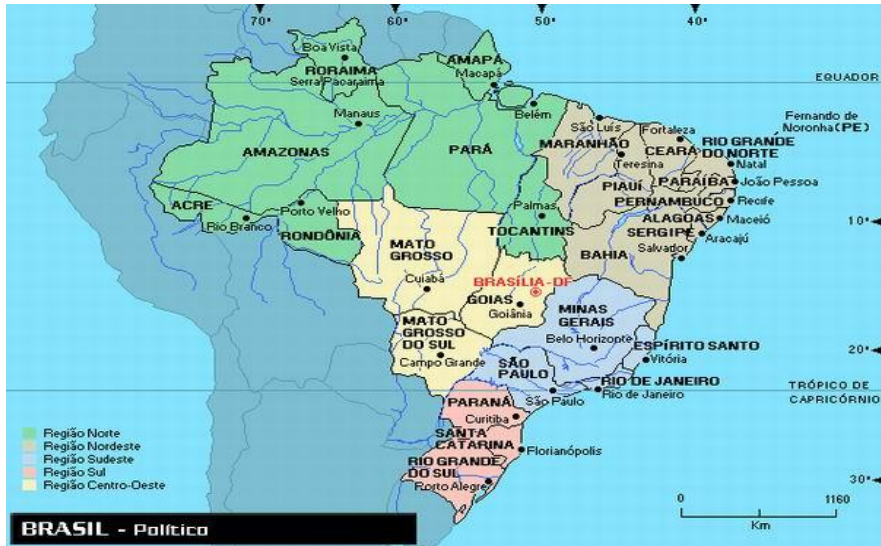 70°
60°
50°
40°
Boa Vista
RORAIMA
Serra Pacaraima
AMAPÁ
Macapá
EQUADOR
Manaus
Belém
São Luís
Fortaleza
Fernando de
Noronha(PE)
AMAZONAS
PARÁ
MARANHÃO
Teresina
CEARÁ
RIO GRANDE
DO NORTE
Natal
PIAUÍ
PARAÍBA
João Pessoa
ACRE
Rio Branco
Porto Velho
RONDÔNIA
Palmas
TOCANTINS
PERNAMBUCO
Recife
ALAGOAS
Maceió
SERGIPE
Aracajú
10°
MATO
GROSSO
Cuiabá
BAHIA
Salvador
BRASÍLIA-DF
GOIÁS
Goiânia
MINAS
GERAIS
Belo Horizonte
MATO
GROSSO
DO SUL
Campo Grande
ESPÍRITO SANTO
Vitória
20°
SÃO
PAULO
São Paulo
RIO DE JANEIRO
Rio de Janeiro
TRÓPICO DE
CAPRICÓRNIO
PARANÁ
Curitiba
SANTA
CATARINA
Florianópolis
RIO GRANDE
DO SUL
Porto Alegre
30°
Região Norte
Região Nordeste
Região Sudeste
Região Sul
Região Centro-Oeste
0
1160
Km
BRASIL - Político